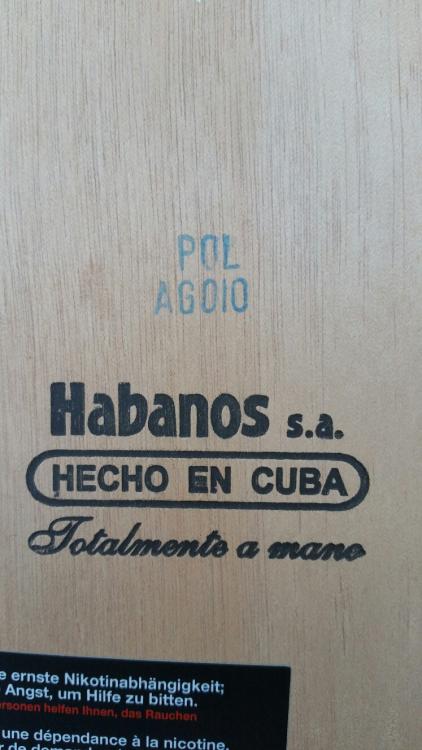 POL
AGO10
Habanos s.a.
HECHO EN CUBA
Totalmente a mano
e ernste Nikotinabhängigkeit;
Angst, um Hilfe zu bitten.
ersonen helfen Ihnen, das Rauchen
une dépendance à la nicotine,